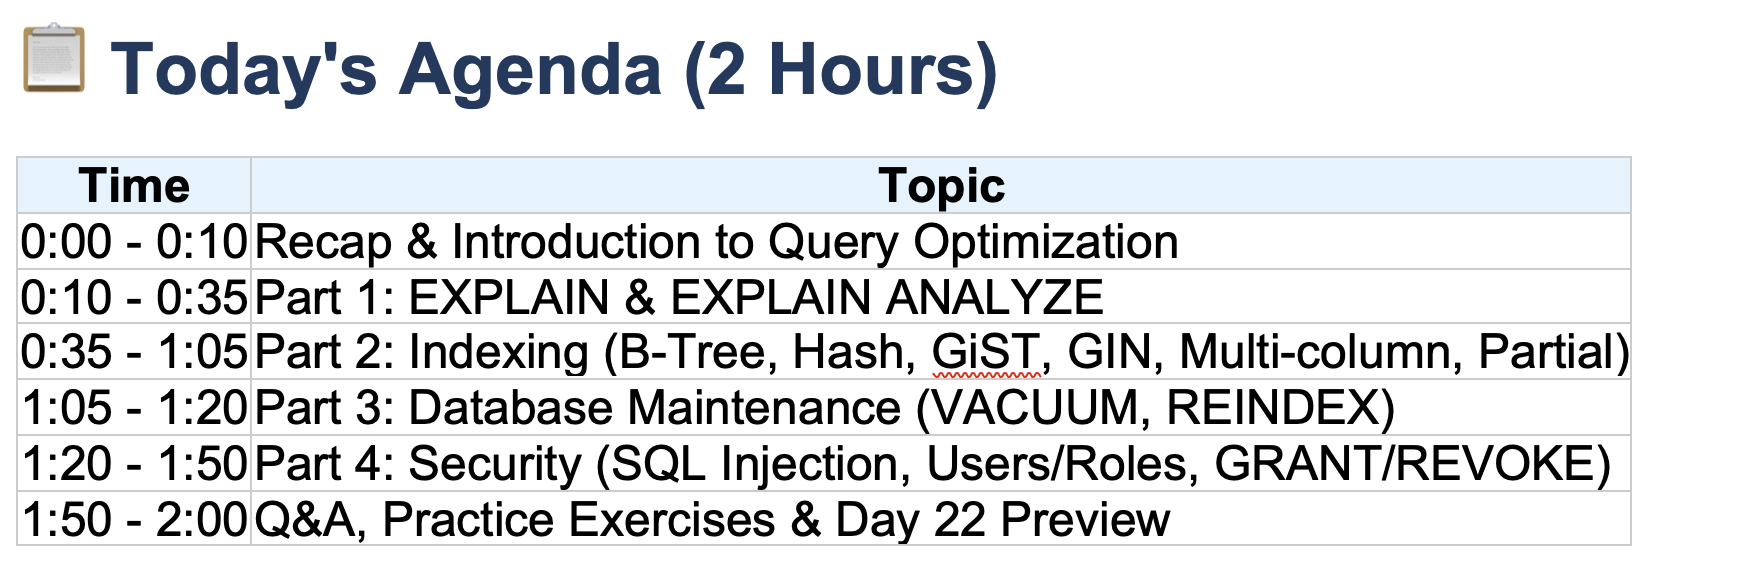 Today's Agenda (2 Hours)
Time Topic
0:00 - 0:10 Recap & Introduction to Query Optimization
0:10 - 0:35 Part 1: EXPLAIN & EXPLAIN ANALYZE
0:35 - 1:05 Part 2: Indexing (B-Tree, Hash, GiST, GIN, Multi-column, Partial)
1:05 - 1:20 Part 3: Database Maintenance (VACUUM, REINDEX)
1:20 - 1:50 Part 4: Security (SQL Injection, Users/Roles, GRANT/REVOKE)
1:50 - 2:00 Q&A, Practice Exercises & Day 22 Preview